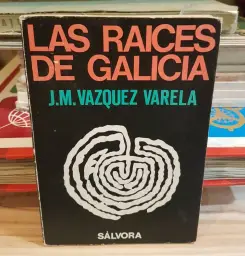 LAS RAICES
DE GALICIA
J.M. VAZQUEZ VARELA
SÁLVORA